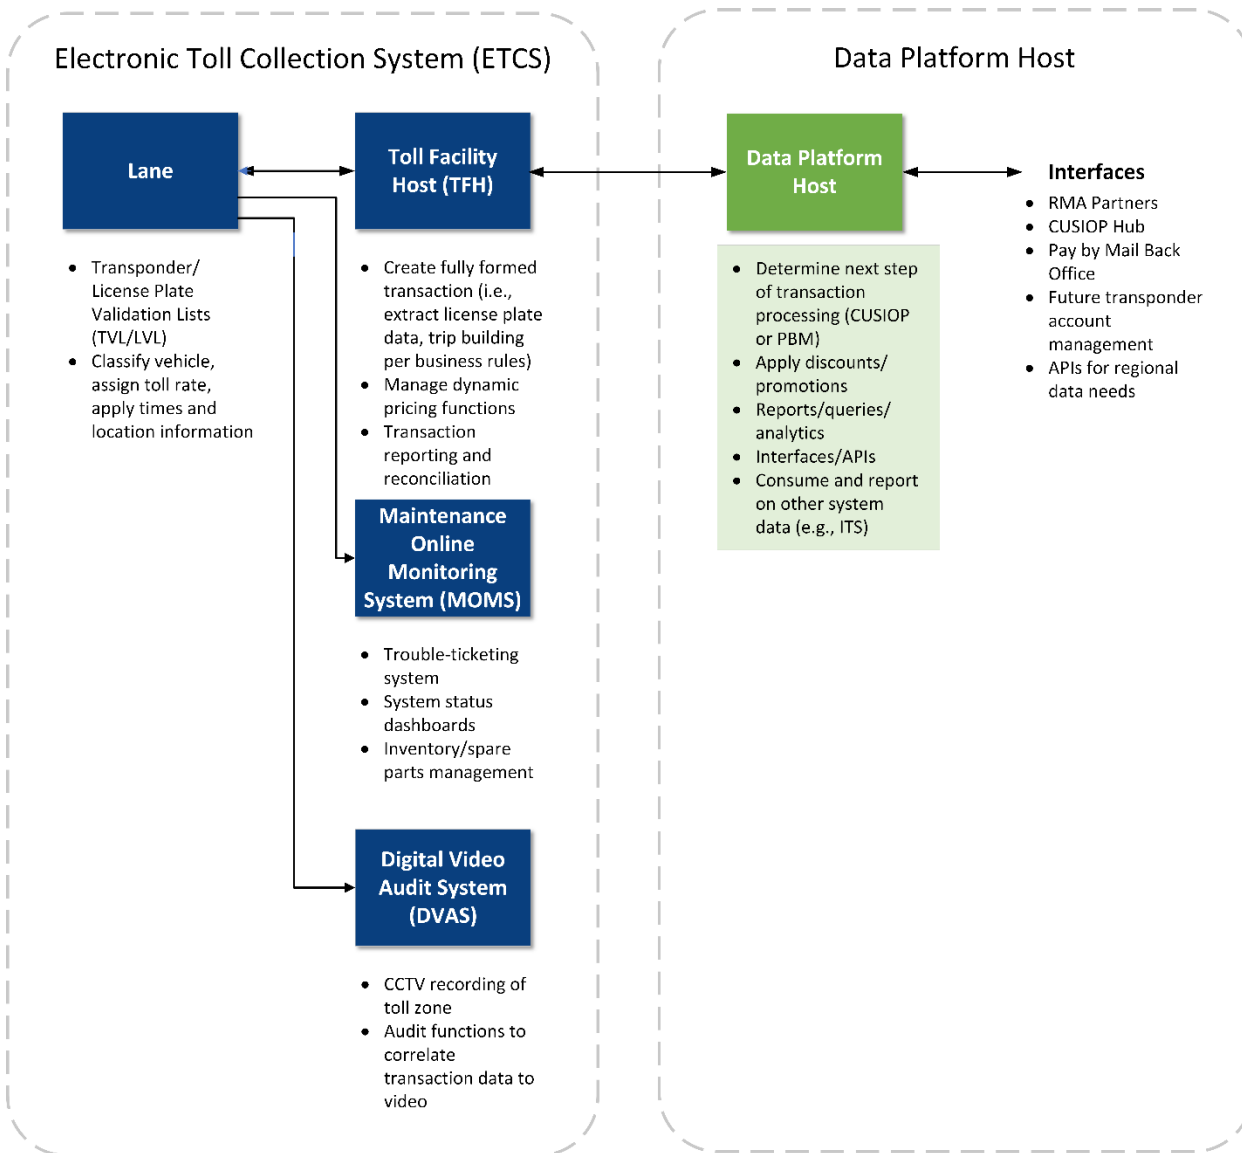 Electronic Toll Collection System (ETCS)
Lane
• Transponder/
License Plate
Validation Lists
(TVL/LVL)
• Classify vehicle,
assign toll rate,
apply times and
location information
Toll Facility
Host (TFH)
• Create fully formed
transaction (i.e.,
extract license plate
data, trip building
per business rules)
• Manage dynamic
pricing functions
• Transaction
reporting and
reconciliation
Maintenance
Online
Monitoring
System (MOMS)
• Trouble-ticketing
system
• System status
dashboards
• Inventory/spare
parts management
Digital Video
Audit System
(DVAS)
• CCTV recording of
toll zone
• Audit functions to
correlate
transaction data to
video
Data Platform Host
Data Platform
Host
• Determine next step
of transaction
processing (CUSIOP
or PBM)
• Apply discounts/
promotions
• Reports/queries/
analytics
• Interfaces/APIs
• Consume and report
on other system
data (e.g., ITS)
Interfaces
• RMA Partners
• CUSIOP Hub
• Pay by Mail Back
Office
• Future transponder
account
management
• APIs for regional
data needs